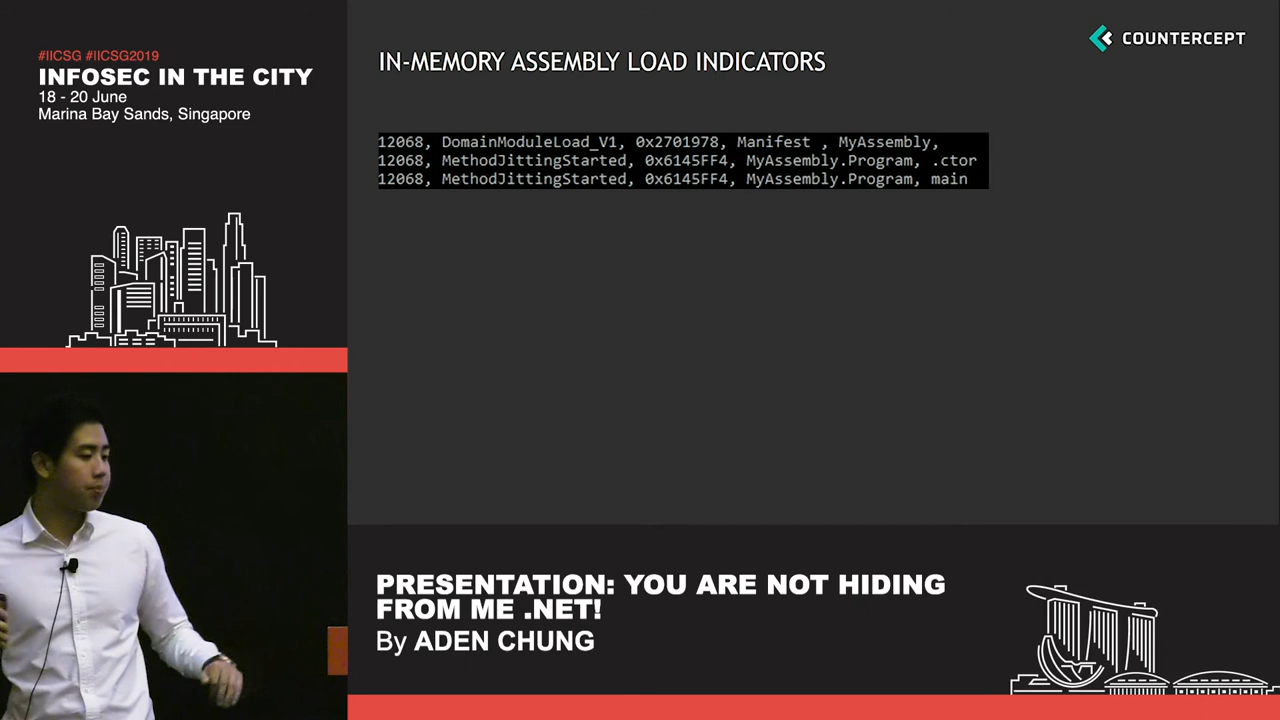 #IICSG #IICSG2019
INFOSEC IN THE CITY
18 - 20 June
Marina Bay Sands, Singapore
COUNTERCEPT
IN-MEMORY ASSEMBLY LOAD INDICATORS
12068, DomainModuleLoad_V1, 0x2701978, Manifest , MyAssembly,
12068, MethodJittingStarted, 0x6145FF4, MyAssembly.Program, .ctor
12068, MethodJittingStarted, 0x6145FF4, MyAssembly.Program, main
PRESENTATION: YOU ARE NOT HIDING
FROM ME .NET!
By ADEN CHUNG